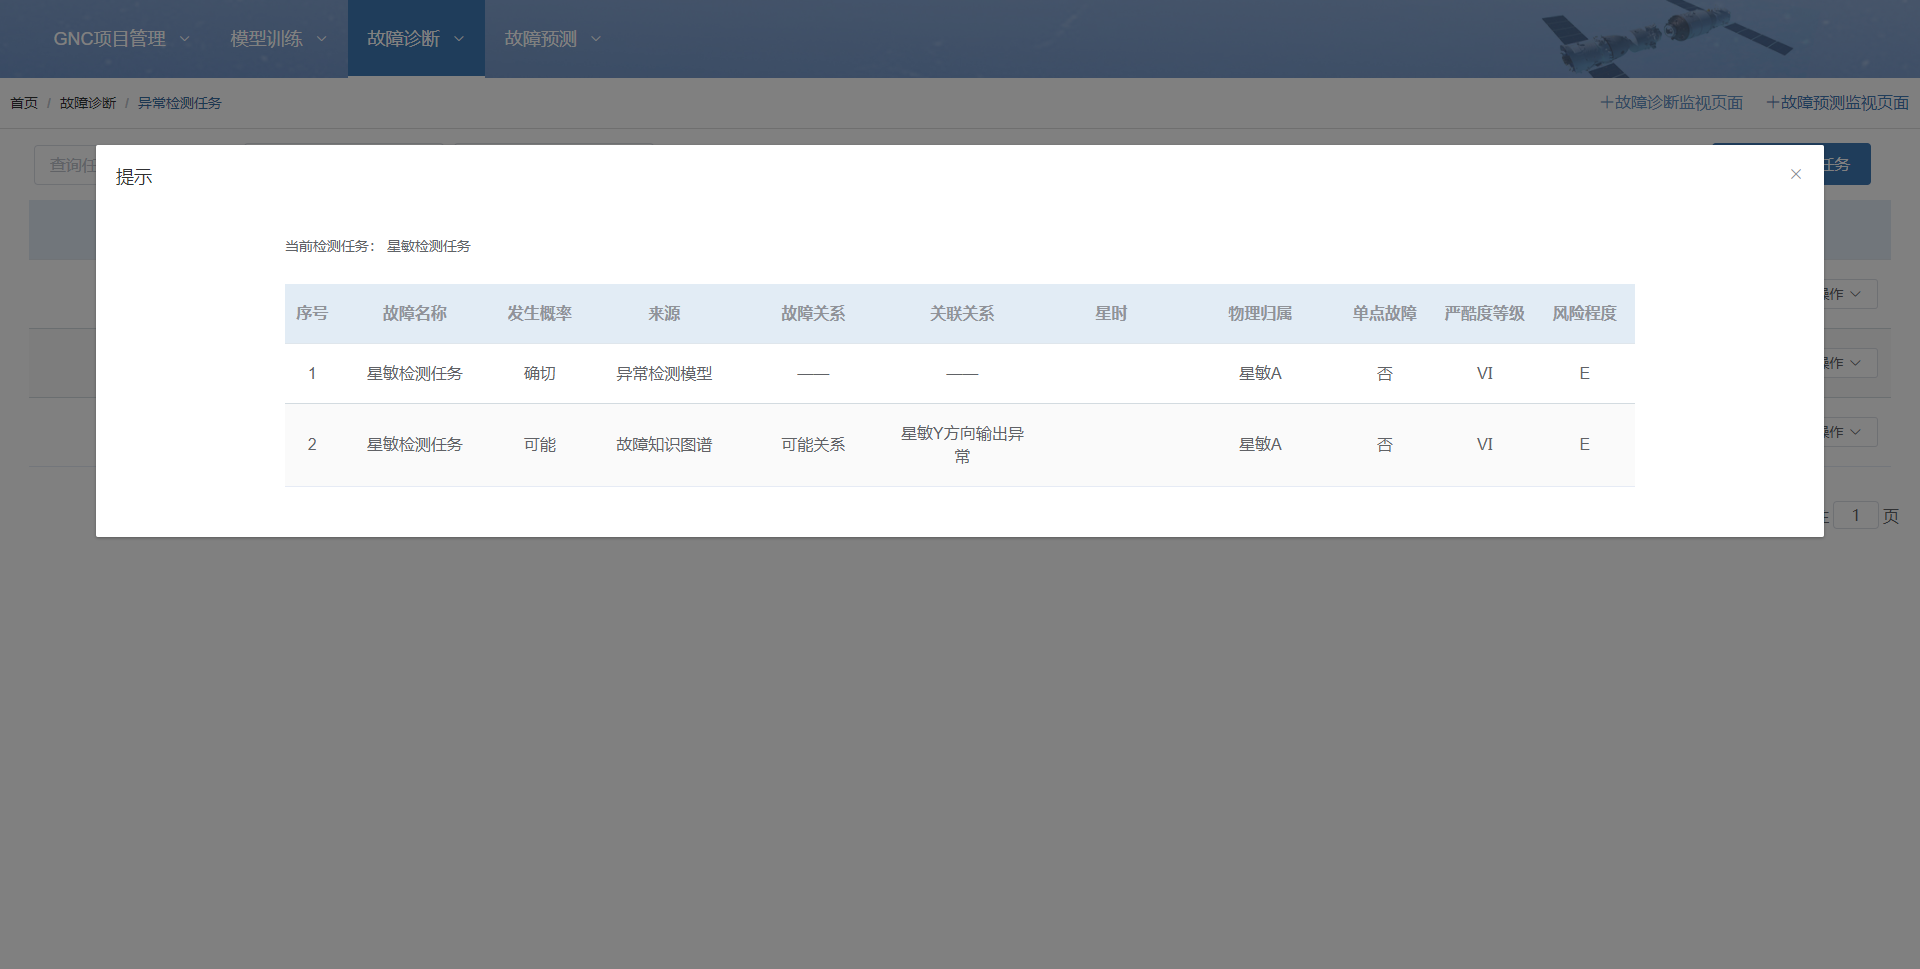 GNC项目管理 模型训练 故障诊断 故障预测
首页 / 故障诊断 / 异常检测任务 +故障诊断监视页面 +故障预测监视页面
查询任 任务
提示
当前检测任务： 星敏检测任务
序号 故障名称 发生概率 来源 故障关系 关联关系 星时 物理归属 单点故障 严酷度等级 风险程度
1 星敏检测任务 确切 异常检测模型 —— —— 星敏A 否 VI E
2 星敏检测任务 可能 故障知识图谱 可能关系 星敏Y方向输出异常 星敏A 否 VI E
操作
操作
操作
1 页